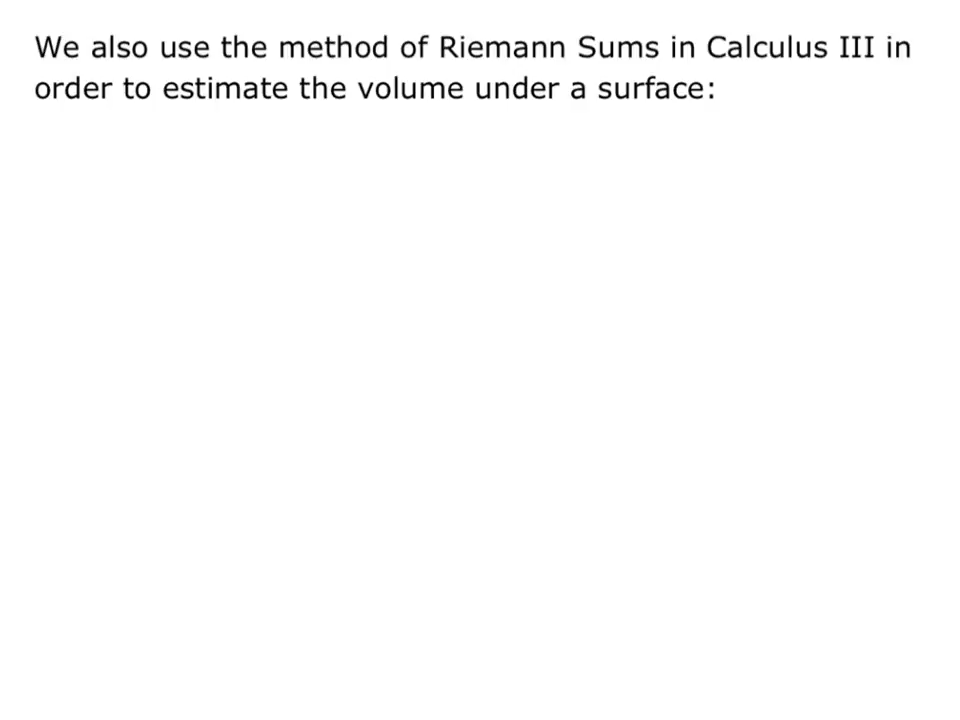 We also use the method of Riemann Sums in Calculus III in
order to estimate the volume under a surface: